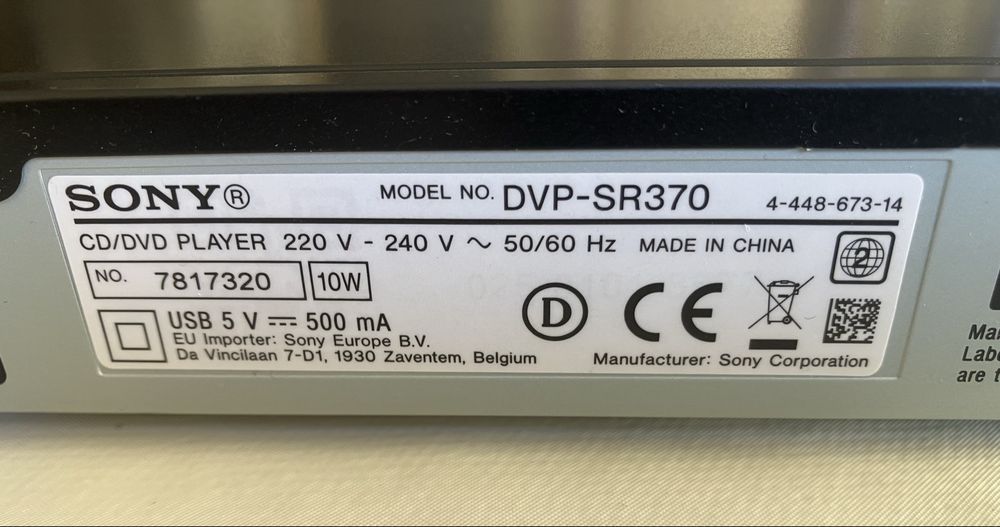 SONY® MODEL NO. DVP-SR370 4-448-673-14
CD/DVD PLAYER 220 V - 240 V ~ 50/60 Hz MADE IN CHINA
2
NO. 7817320 10W
D CE
USB 5 V ⎓ 500 mA
EU Importer: Sony Europe B.V.
Da Vincilaan 7-D1, 1930 Zaventem, Belgium
Manufacturer: Sony Corporation
Labe
are t